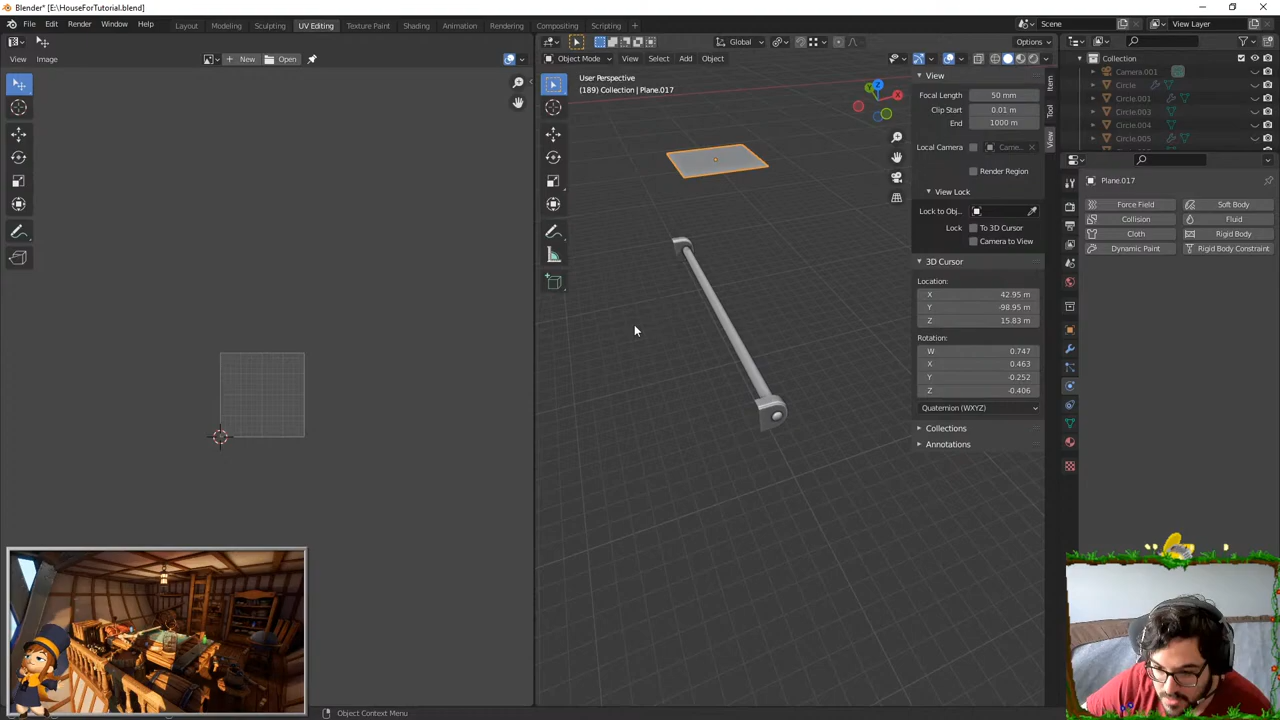 Blender* [E:\HouseForTutorial.blend]
File Edit Render Window Help Layout Modeling Sculpting UV Editing Texture Paint Shading Animation Rendering Compositing Scripting + Scene View Layer
Global Options
View Image New Open Object Mode View Select Add Object
User Perspective
(189) Collection | Plane.017
View
Focal Length 50 mm
Clip Start 0.01 m
End 1000 m
Local Camera Came...
Render Region
View Lock
Lock to Obj...
Lock To 3D Cursor
Camera to View
3D Cursor
Location:
X 42.95 m
Y -98.95 m
Z 15.83 m
Rotation:
W 0.747
X 0.463
Y -0.252
Z -0.406
Quaternion (WXYZ)
Collections
Annotations
Item
Tool
View
Collection
Camera.001
Circle
Circle.001
Circle.003
Circle.004
Circle.005
Plane.017
Force Field Soft Body
Collision Fluid
Cloth Rigid Body
Dynamic Paint Rigid Body Constraint
Object Context Menu